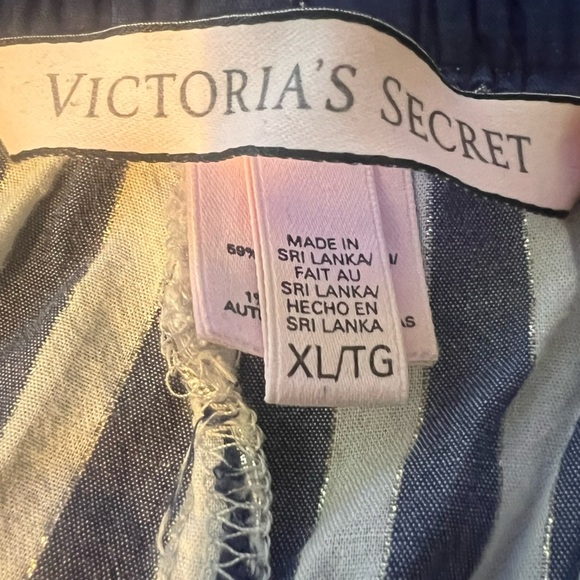 VICTORIA'S SECRET
MADE IN
SRI LANKA/
FAIT AU
SRI LANKA/
HECHO EN
SRI LANKA
XL/TG